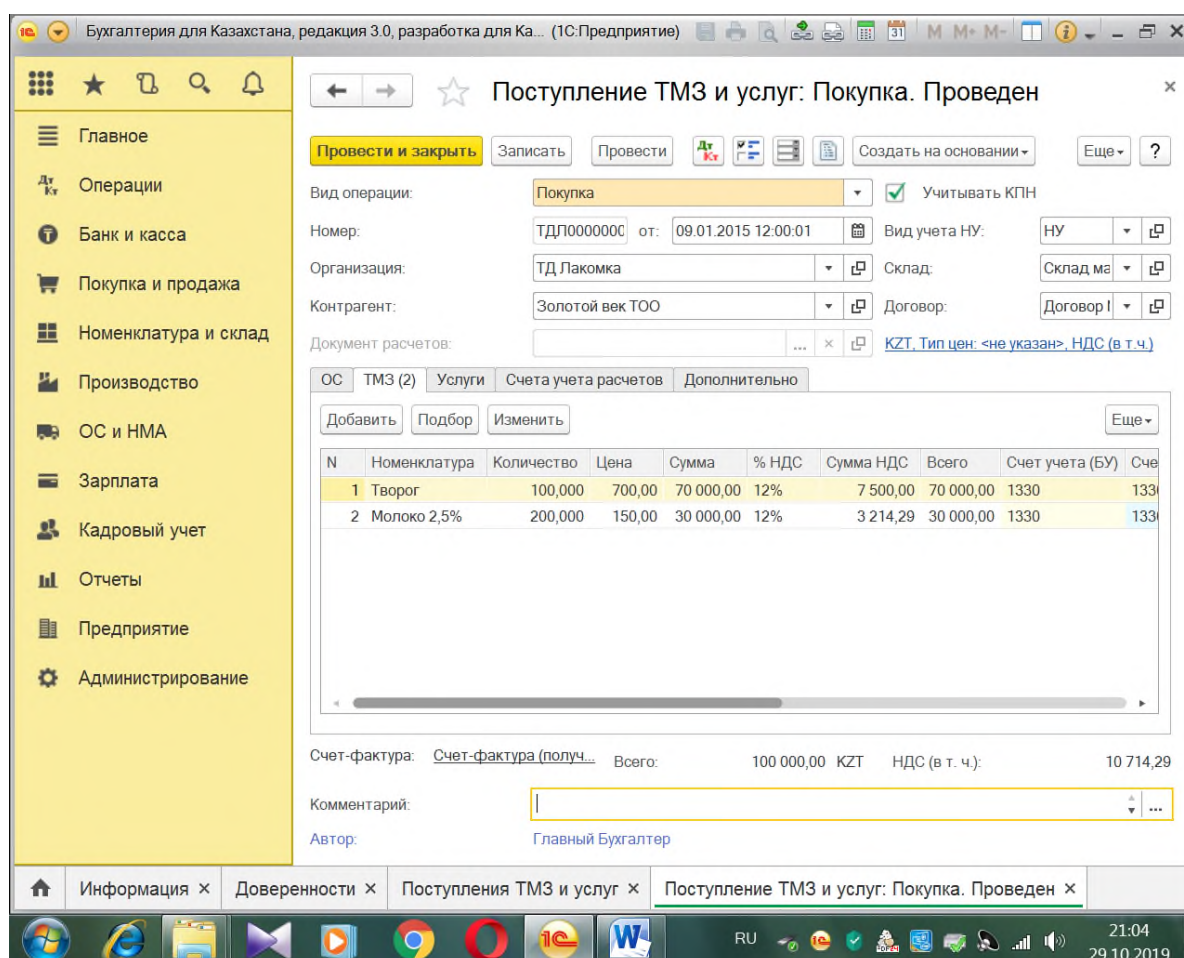 Бухгалтерия для Казахстана, редакция 3.0, разработка для Ка... (1С:Предприятие) M M+ M-
Поступление ТМЗ и услуг: Покупка. Проведен
Главное
Операции
Банк и касса
Покупка и продажа
Номенклатура и склад
Производство
ОС и НМА
Зарплата
Кадровый учет
Отчеты
Предприятие
Администрирование
Провести и закрыть Записать Провести Создать на основании Еще ?
Вид операции: Покупка Учитывать КПН
Номер: ТДЛ0000000 от: 09.01.2015 12:00:01 Вид учета НУ: НУ
Организация: ТД Лакомка Склад: Склад ма
Контрагент: Золотой век ТОО Договор: Договор
Документ расчетов: ... KZT, Тип цен: <не указан>, НДС (в т.ч.)
ОС ТМЗ (2) Услуги Счета учета расчетов Дополнительно
Добавить Подбор Изменить Еще
N Номенклатура Количество Цена Сумма % НДС Сумма НДС Всего Счет учета (БУ) Сче
1 Творог 100,000 700,00 70 000,00 12% 7 500,00 70 000,00 1330 133
2 Молоко 2,5% 200,000 150,00 30 000,00 12% 3 214,29 30 000,00 1330 133
Счет-фактура: Счет-фактура (получ... Всего: 100 000,00 KZT НДС (в т. ч.): 10 714,29
Комментарий: ...
Автор: Главный Бухгалтер
Информация Доверенности Поступления ТМЗ и услуг Поступление ТМЗ и услуг: Покупка. Проведен
RU 21:04
29.10.2019